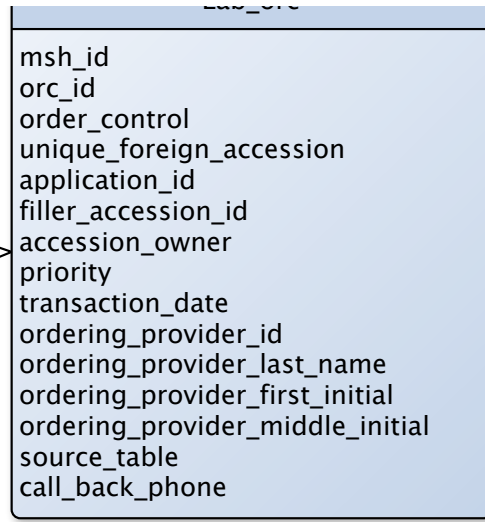 msh_id
orc_id
order_control
unique_foreign_accession
application_id
filler_accession_id
accession_owner
priority
transaction_date
ordering_provider_id
ordering_provider_last_name
ordering_provider_first_initial
ordering_provider_middle_initial
source_table
call_back_phone